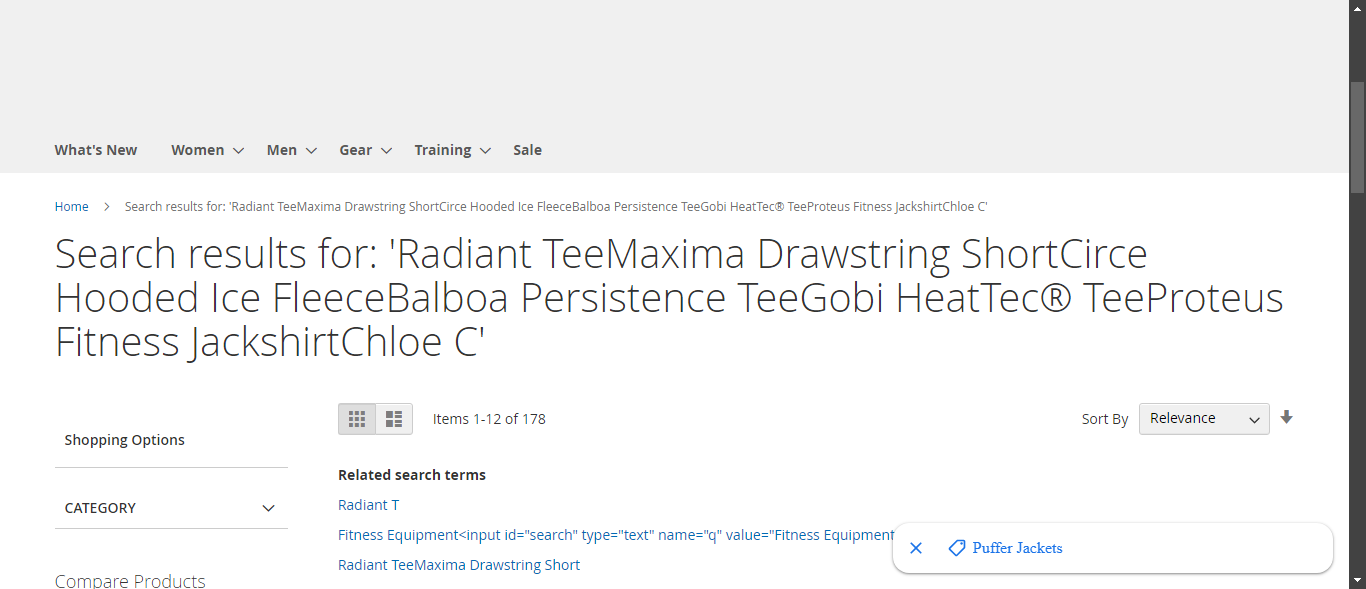 What's New Women Men Gear Training Sale
Home Search results for: 'Radiant TeeMaxima Drawstring ShortCirce Hooded Ice FleeceBalboa Persistence TeeGobi HeatTec® TeeProteus Fitness JackshirtChloe C'
Search results for: 'Radiant TeeMaxima Drawstring ShortCirce
Hooded Ice FleeceBalboa Persistence TeeGobi HeatTec® TeeProteus
Fitness JackshirtChloe C'
Items 1-12 of 178
Sort By Relevance
Shopping Options
CATEGORY
Compare Products
Related search terms
Radiant T
Fitness Equipment<input id="search" type="text" name="q" value="Fitness Equipment
Radiant TeeMaxima Drawstring Short
Puffer Jackets